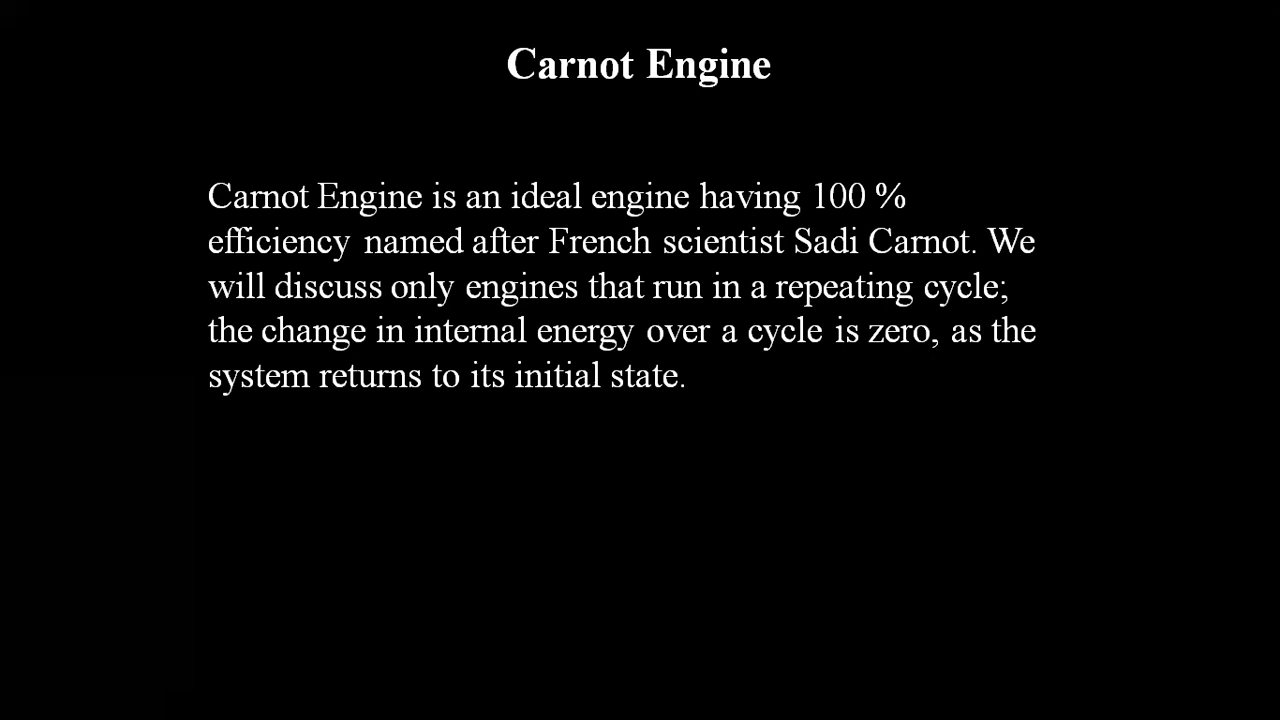 Carnot Engine
Carnot Engine is an ideal engine having 100 %
efficiency named after French scientist Sadi Carnot. We
will discuss only engines that run in a repeating cycle;
the change in internal energy over a cycle is zero, as the
system returns to its initial state.